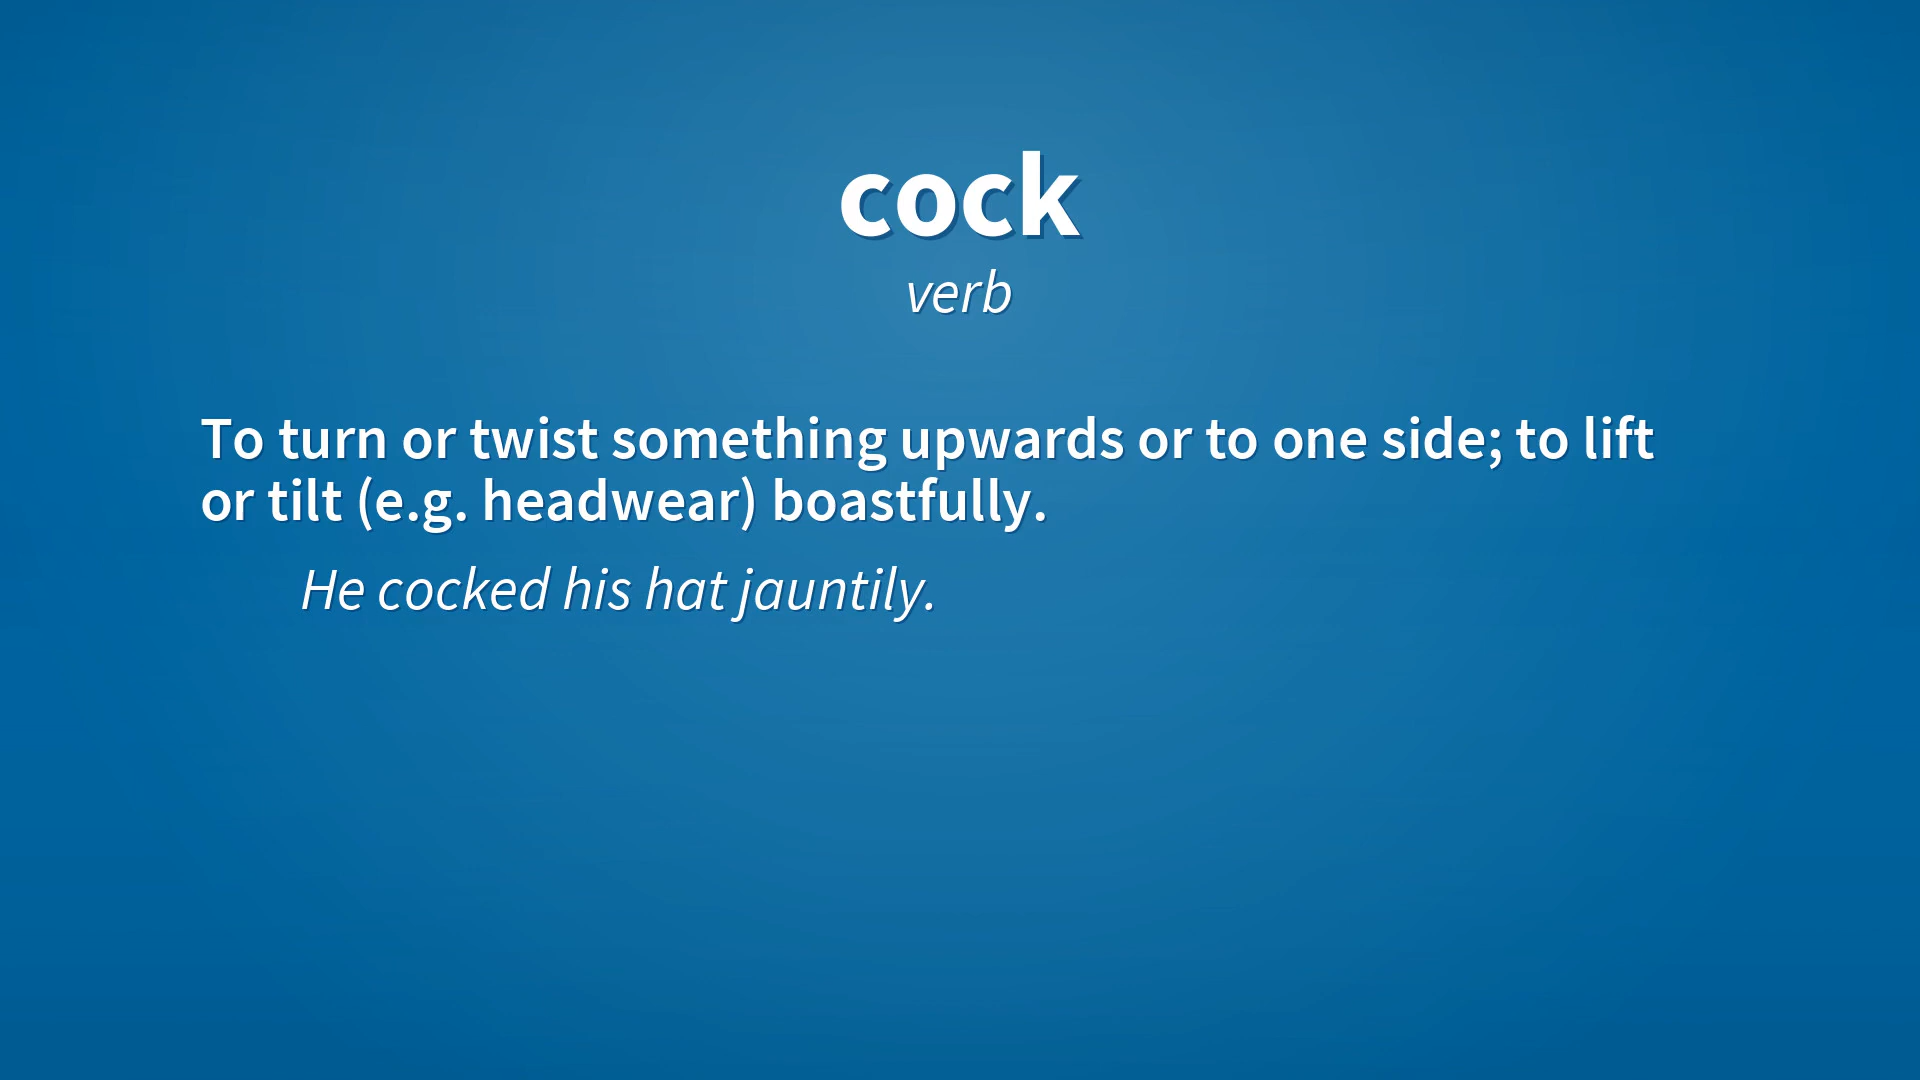 cock
verb
To turn or twist something upwards or to one side; to lift
or tilt (e.g. headwear) boastfully.
He cocked his hat jauntily.